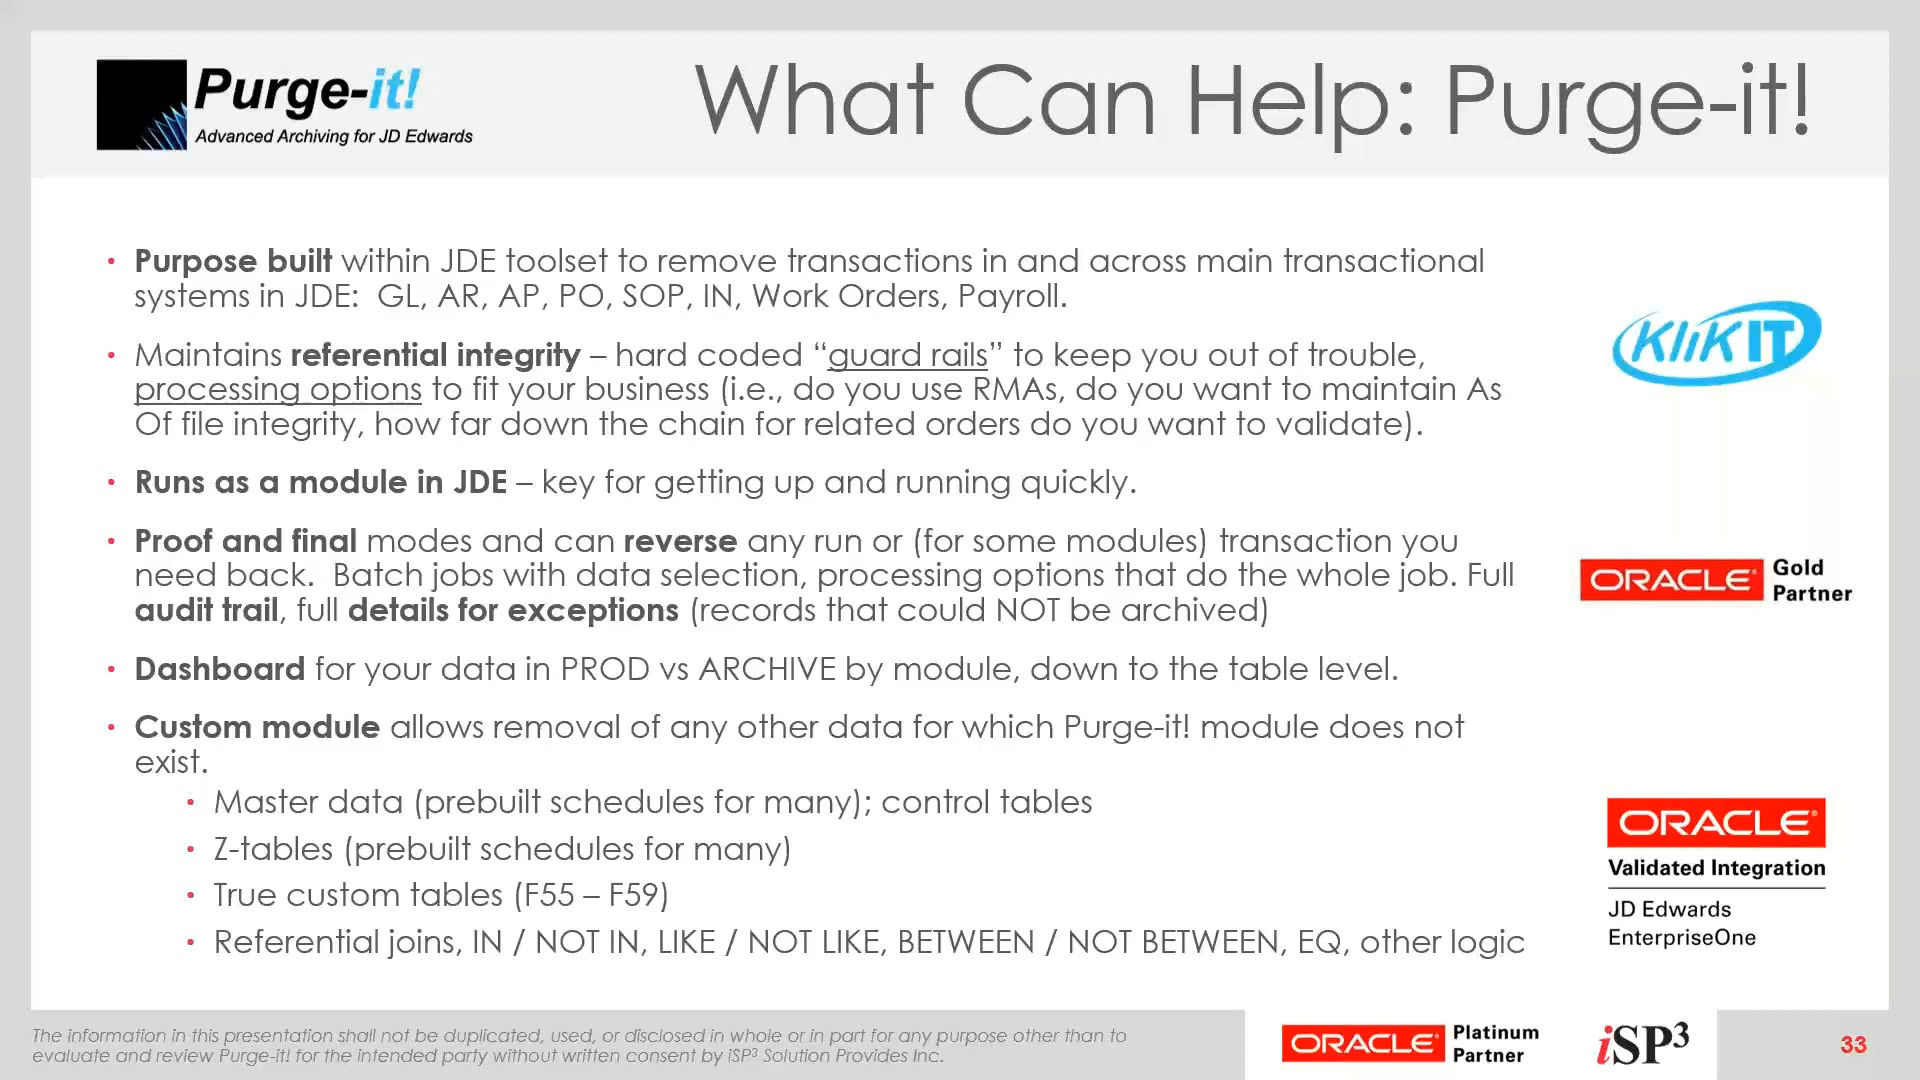 Purge-it!
Advanced Archiving for JD Edwards
What Can Help: Purge-it!
• Purpose built within JDE toolset to remove transactions in and across main transactional
systems in JDE:  GL, AR, AP, PO, SOP, IN, Work Orders, Payroll.
• Maintains referential integrity – hard coded “guard rails” to keep you out of trouble,
processing options to fit your business (i.e., do you use RMAs, do you want to maintain As
Of file integrity, how far down the chain for related orders do you want to validate).
• Runs as a module in JDE – key for getting up and running quickly.
• Proof and final modes and can reverse any run or (for some modules) transaction you
need back.  Batch jobs with data selection, processing options that do the whole job. Full
audit trail, full details for exceptions (records that could NOT be archived)
• Dashboard for your data in PROD vs ARCHIVE by module, down to the table level.
• Custom module allows removal of any other data for which Purge-it! module does not
exist.
• Master data (prebuilt schedules for many); control tables
• Z-tables (prebuilt schedules for many)
• True custom tables (F55 – F59)
• Referential joins, IN / NOT IN, LIKE / NOT LIKE, BETWEEN / NOT BETWEEN, EQ, other logic
KliKIT
ORACLE Gold
Partner
ORACLE
Validated Integration
JD Edwards
EnterpriseOne
The information in this presentation shall not be duplicated, used, or disclosed in whole or in part for any purpose other than to
evaluate and review Purge-it! for the intended party without written consent by iSP³ Solution Provides Inc.
ORACLE Platinum
Partner
iSP³
33